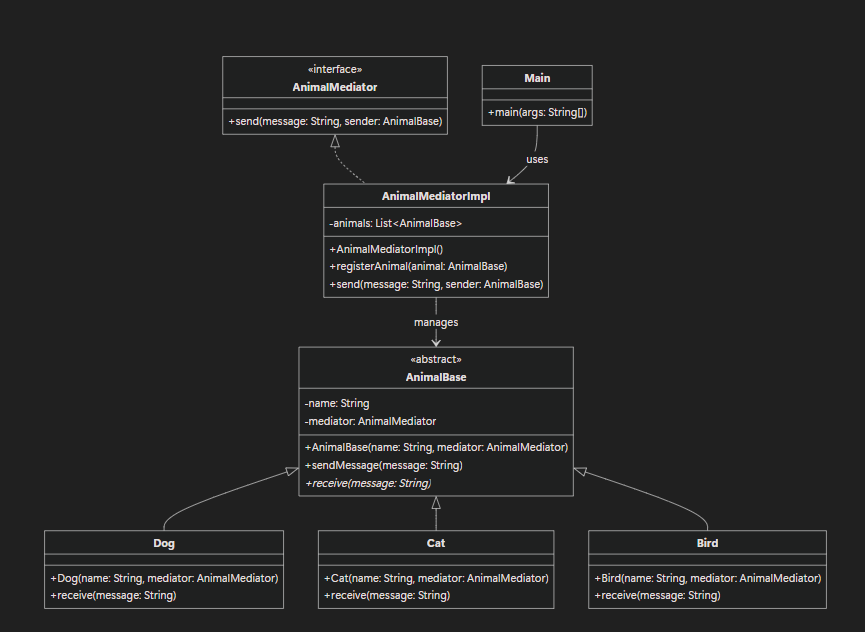 «interface»
AnimalMediator
+send(message: String, sender: AnimalBase)
Main
+main(args: String[])
uses
AnimalMediatorImpl
-animals: List<AnimalBase>
+AnimalMediatorImpl()
+registerAnimal(animal: AnimalBase)
+send(message: String, sender: AnimalBase)
manages
«abstract»
AnimalBase
-name: String
-mediator: AnimalMediator
+AnimalBase(name: String, mediator: AnimalMediator)
+sendMessage(message: String)
+receive(message: String)
Dog
+Dog(name: String, mediator: AnimalMediator)
+receive(message: String)
Cat
+Cat(name: String, mediator: AnimalMediator)
+receive(message: String)
Bird
+Bird(name: String, mediator: AnimalMediator)
+receive(message: String)